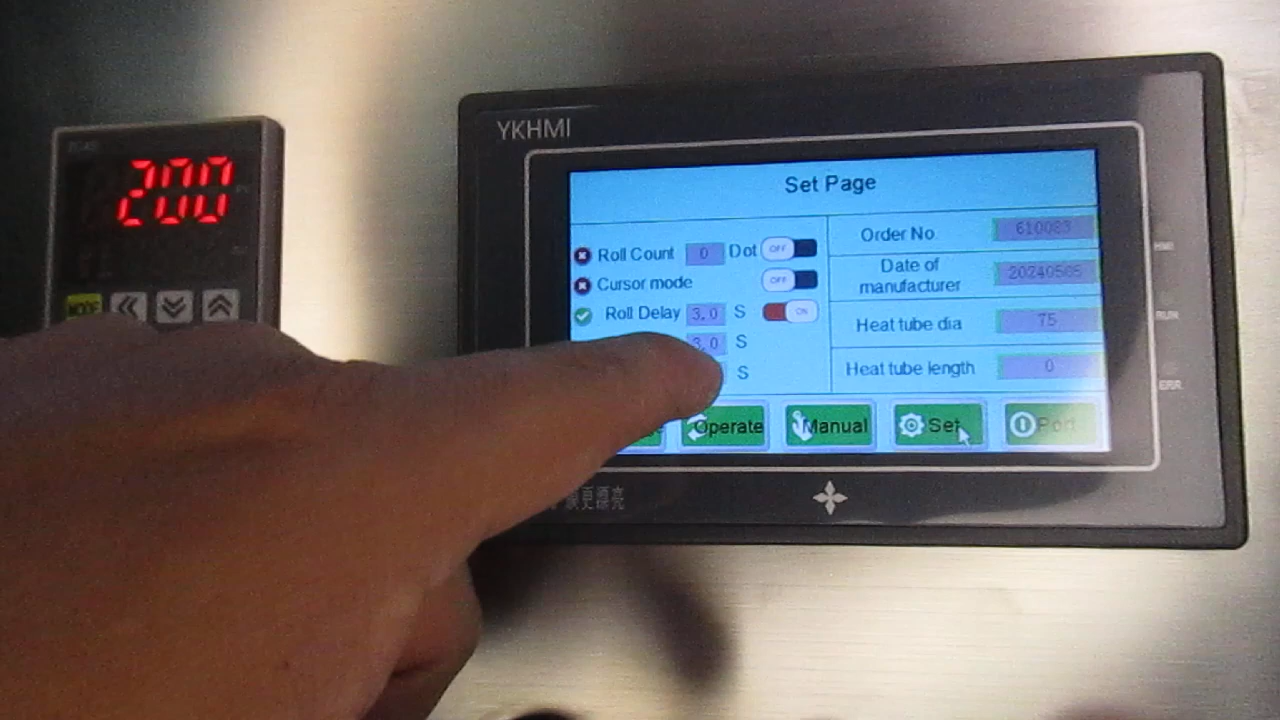 YKHMI
200
MODE
Set Page
Roll Count 0 Dot OFF
Cursor mode OFF
Roll Delay 3.0 S ON
3.0 S
S
Order No. 610083
Date of
manufacturer 20240505
Heat tube dia 75
Heat tube length 0
Operate Manual Set
HMI
RUN
ERR